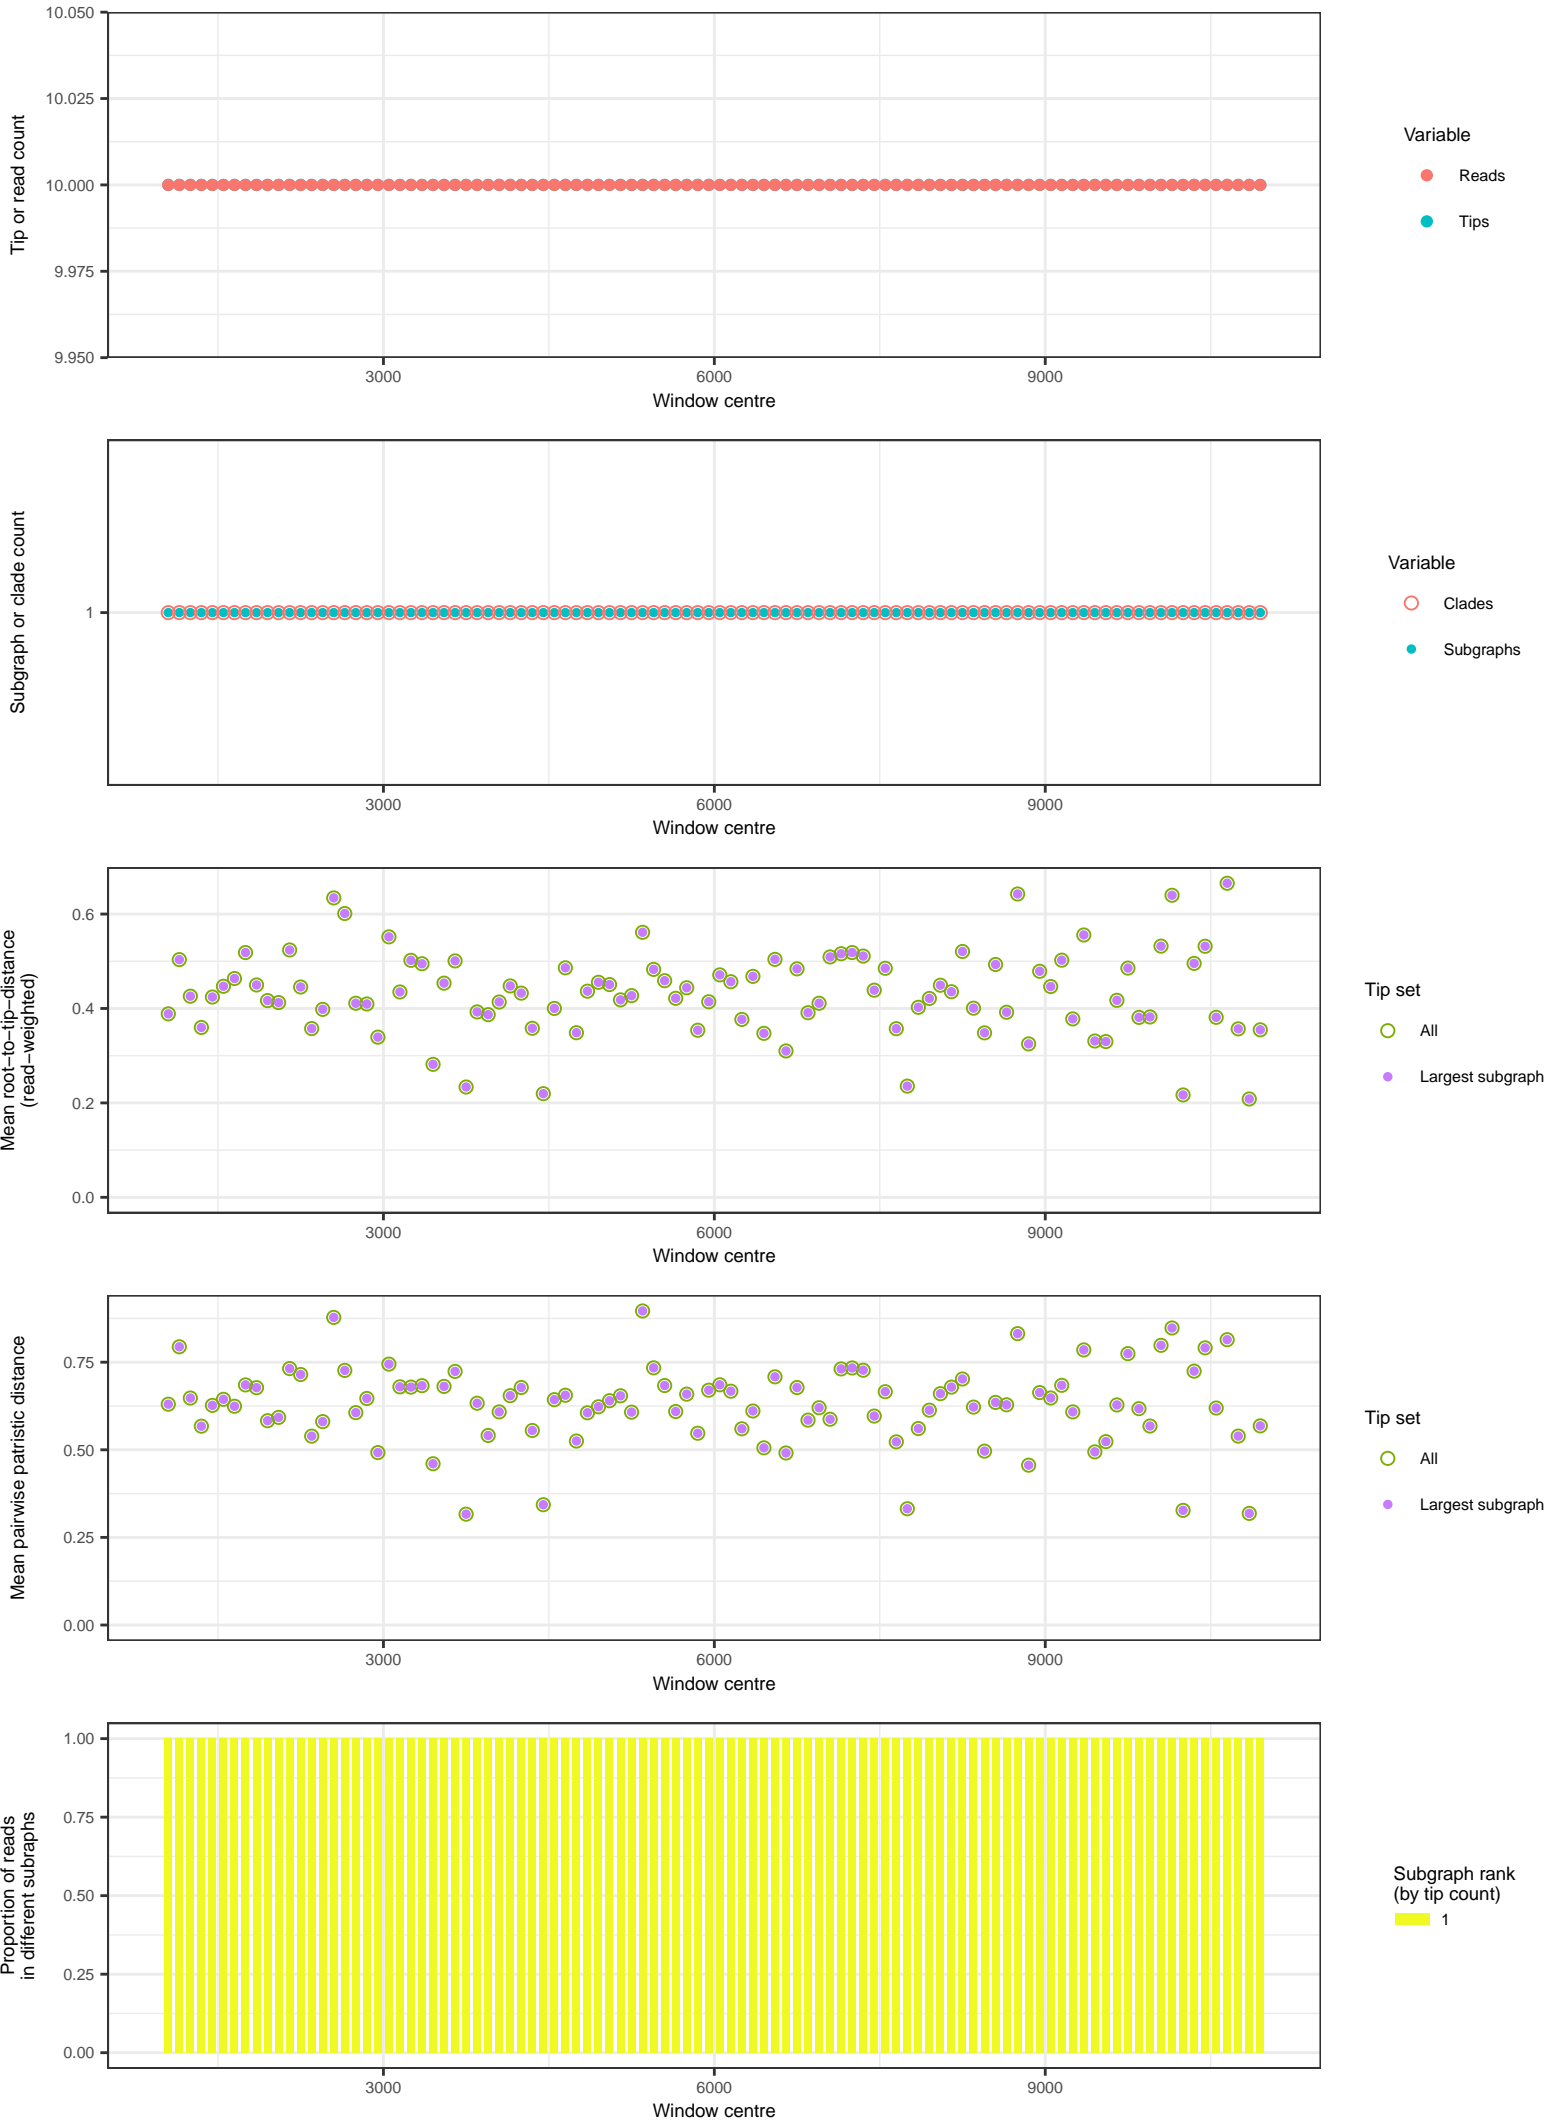 10.050
10.025
10.000
9.975
9.950
Tip or read count
3000
6000
9000
Window centre
Variable
Reads
Tips
1
Subgraph or clade count
3000
6000
9000
Window centre
Variable
Clades
Subgraphs
0.6
0.4
0.2
0.0
Mean root−to−tip−distance
(read−weighted)
3000
6000
9000
Window centre
Tip set
All
Largest subgraph
0.75
0.50
0.25
0.00
Mean pairwise patristic distance
3000
6000
9000
Window centre
Tip set
All
Largest subgraph
1.00
0.75
0.50
0.25
0.00
Proportion of reads
in different subraphs
3000
6000
9000
Window centre
Subgraph rank
(by tip count)
1